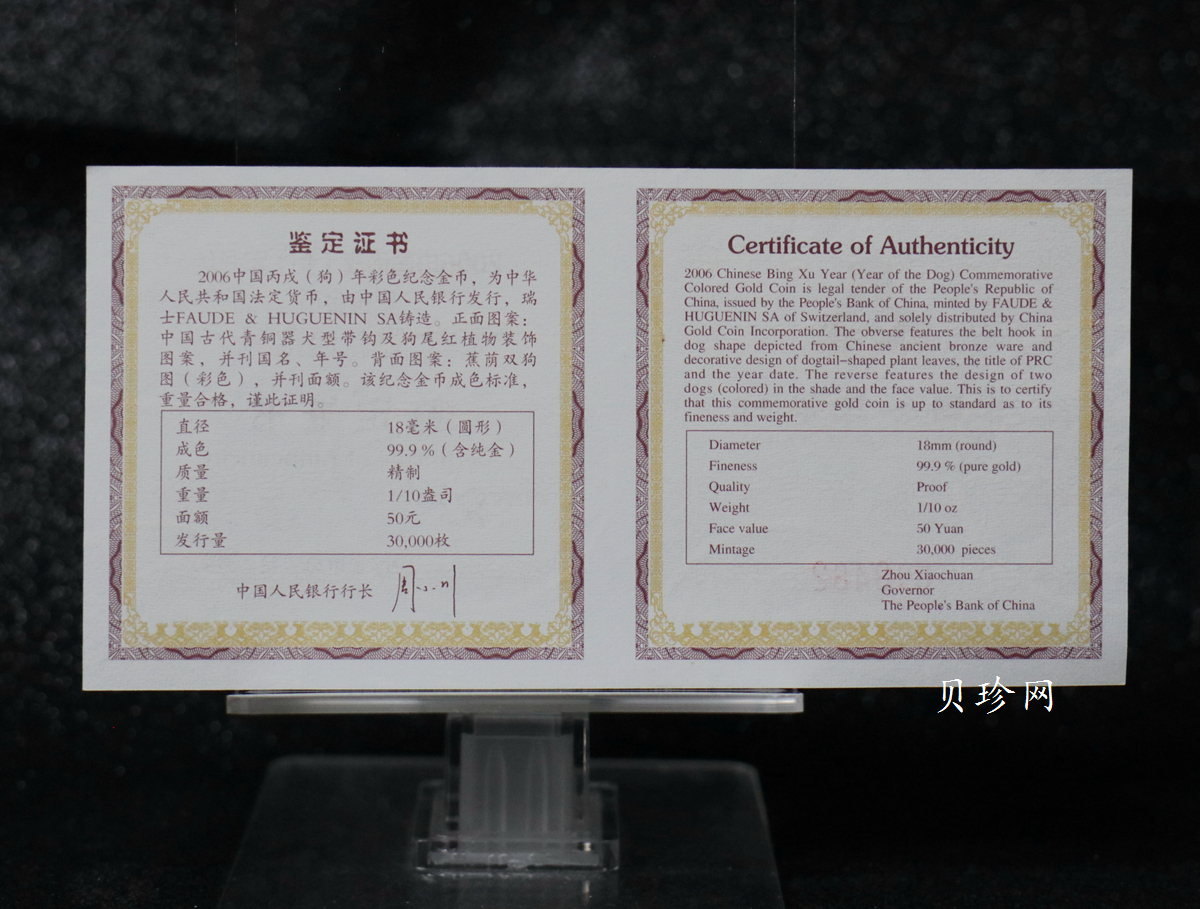 鉴定证书
2006中国丙戌（狗）年彩色纪念金币，为中华
人民共和国法定货币，由中国人民银行发行，瑞
士FAUDE & HUGUENIN SA铸造。正面图案：
中国古代青铜器犬型带钩及狗尾红植物装饰
图案，并刊国名、年号。背面图案：蕉荫双狗
图（彩色），并刊面额。该纪念金币成色标准，
重量合格，谨此证明。
直径 18毫米（圆形）
成色 99.9 %（含纯金）
质量 精制
重量 1/10盎司
面额 50元
发行量 30,000枚
中国人民银行行长 周小川
Certificate of Authenticity
2006 Chinese Bing Xu Year (Year of the Dog) Commemorative
Colored Gold Coin is legal tender of the People's Republic of
China, issued by the People's Bank of China, minted by FAUDE &
HUGUENIN SA of Switzerland, and solely distributed by China
Gold Coin Incorporation. The obverse features the belt hook in
dog shape depicted from Chinese ancient bronze ware and
decorative design of dogtail-shaped plant leaves, the title of PRC
and the year date. The reverse features the design of two
dogs (colored) in the shade and the face value. This is to certify
that this commemorative gold coin is up to standard as to its
fineness and weight.
Diameter 18mm (round)
Fineness 99.9 % (pure gold)
Quality Proof
Weight 1/10 oz
Face value 50 Yuan
Mintage 30,000 pieces
Zhou Xiaochuan
Governor
The People's Bank of China
贝珍网